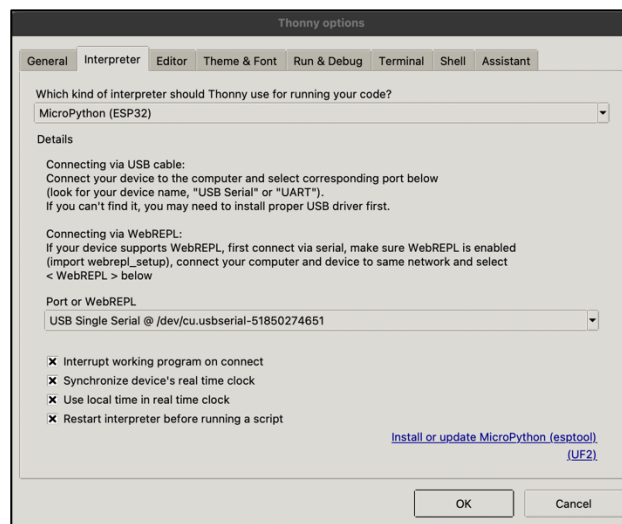 Thonny options
General Interpreter Editor Theme & Font Run & Debug Terminal Shell Assistant
Which kind of interpreter should Thonny use for running your code?
MicroPython (ESP32)
Details
Connecting via USB cable:
Connect your device to the computer and select corresponding port below
(look for your device name, "USB Serial" or "UART").
If you can't find it, you may need to install proper USB driver first.
Connecting via WebREPL:
If your device supports WebREPL, first connect via serial, make sure WebREPL is enabled
(import webrepl_setup), connect your computer and device to same network and select
< WebREPL > below
Port or WebREPL
USB Single Serial @ /dev/cu.usbserial-51850274651
Interrupt working program on connect
Synchronize device's real time clock
Use local time in real time clock
Restart interpreter before running a script
Install or update MicroPython (esptool)
(UF2)
OK Cancel